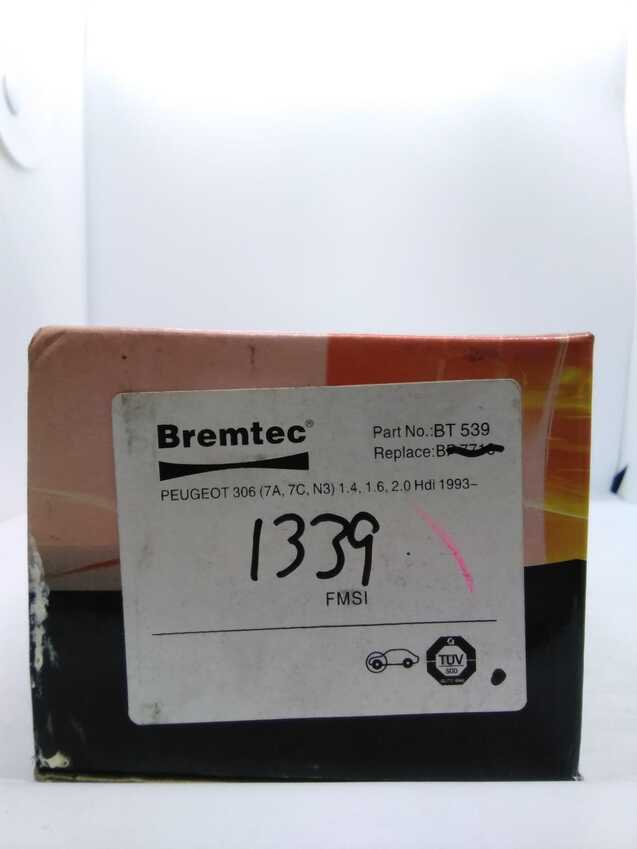 Bremtec®
Part No.:BT 539
Replace:
PEUGEOT 306 (7A, 7C, N3) 1.4, 1.6, 2.0 Hdi 1993–
1339
FMSI
TÜV
SÜD